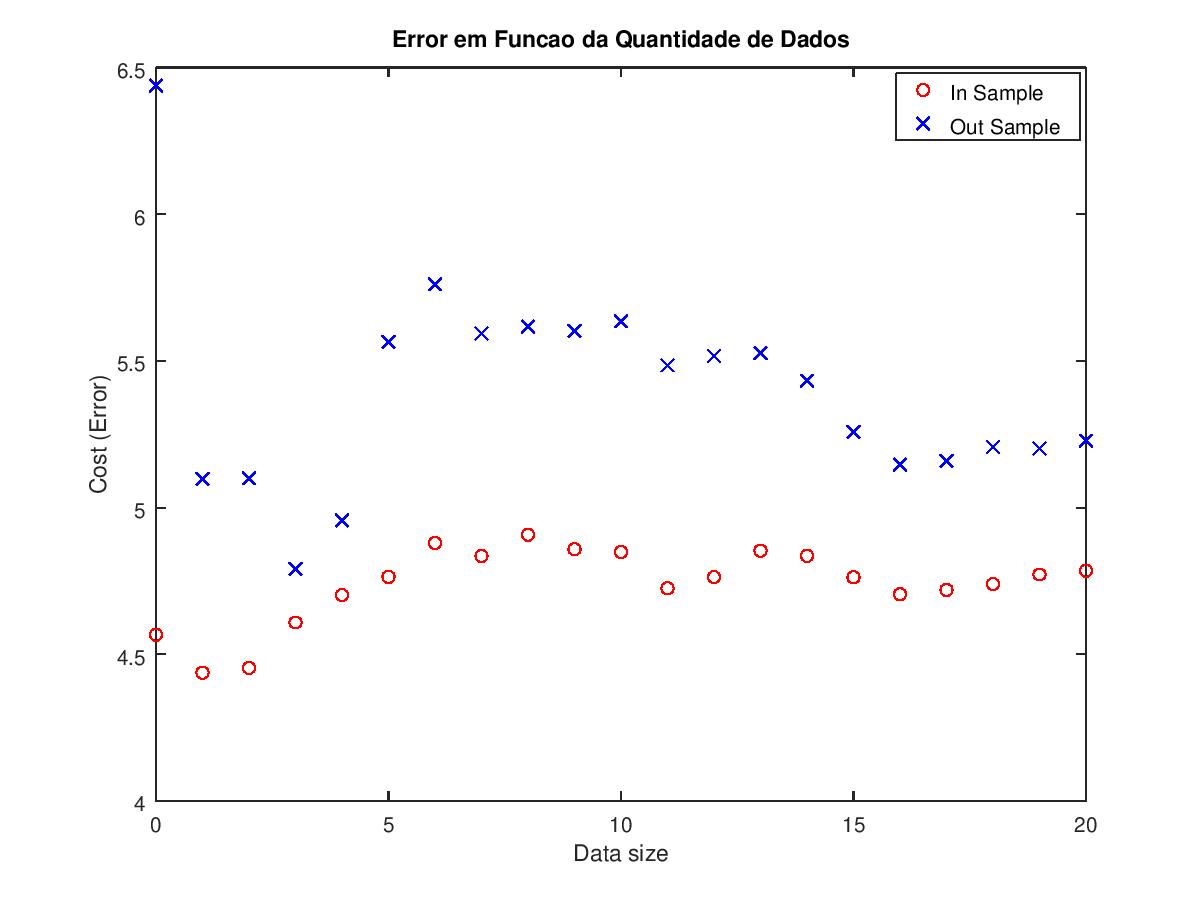 Error em Funcao da Quantidade de Dados
6.5
6
5.5
5
4.5
4
Cost (Error)
In Sample
Out Sample
0 5 10 15 20
Data size